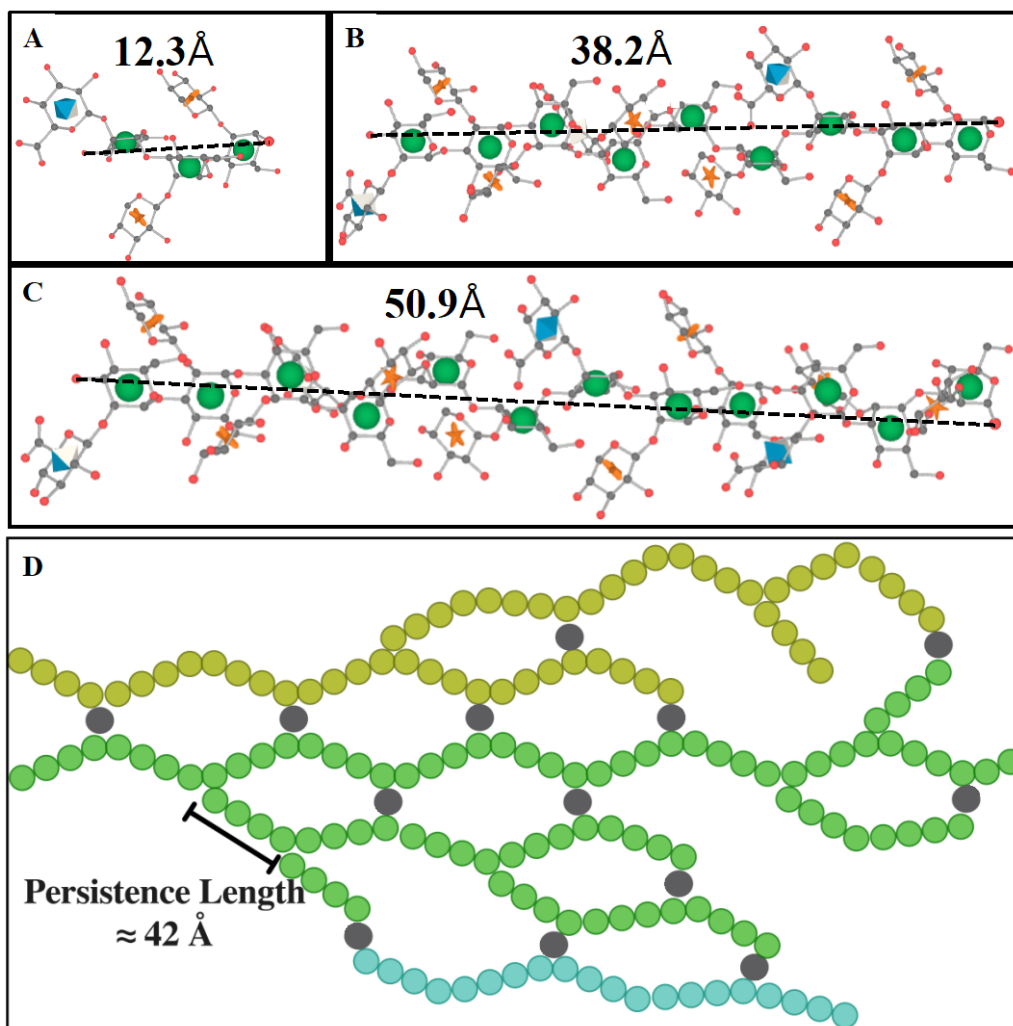 A
12.3Å
B
38.2Å
C
50.9Å
D
Persistence Length
≈ 42 Å